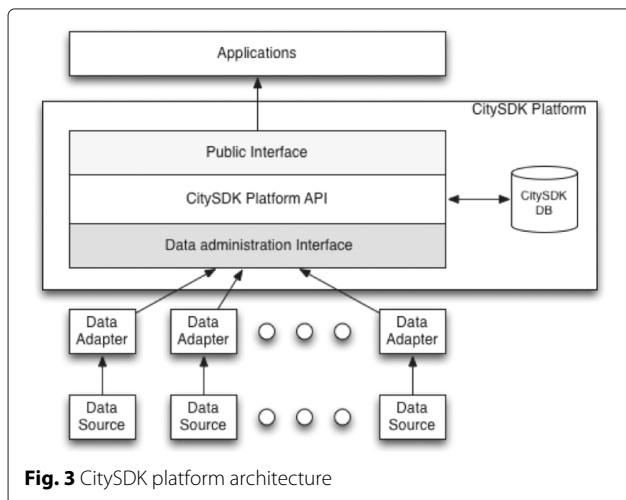 Applications
CitySDK Platform
Public Interface
CitySDK Platform API
CitySDK
DB
Data administration Interface
Data
Adapter
Data
Adapter
Data
Adapter
Data
Source
Data
Source
Data
Source
Fig. 3 CitySDK platform architecture